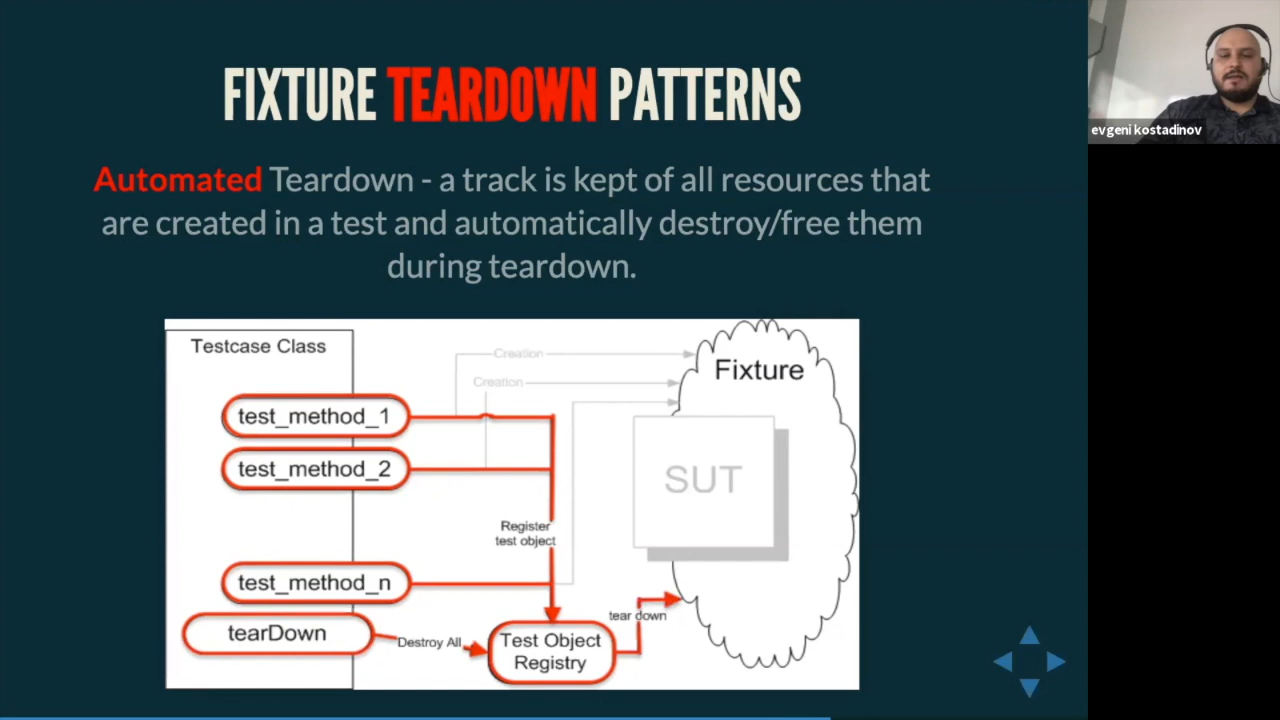 FIXTURE TEARDOWN PATTERNS
evgeni kostadinov
Automated Teardown - a track is kept of all resources that
are created in a test and automatically destroy/free them
during teardown.
Testcase Class
Creation
Fixture
Creation
test_method_1
test_method_2
SUT
Register
test object
test_method_n
tear down
tearDown
Destroy All
Test Object
Registry